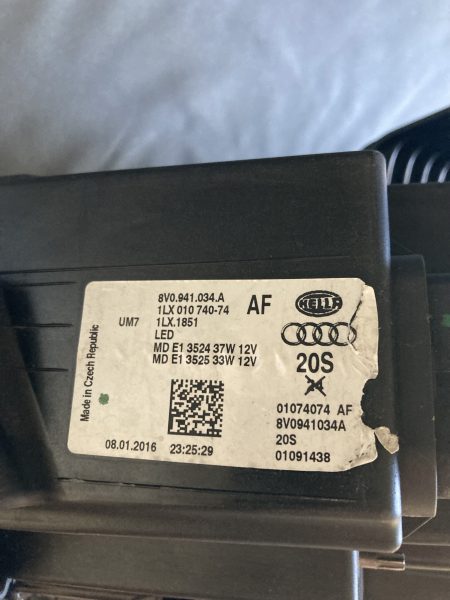 8V0.941.034.A
1LX 010 740-74
AF
HELLA
UM7
1LX.1851
LED
MD E1 3524 37W 12V
MD E1 3525 33W 12V
20S
Made in Czech Republic
08.01.2016
23:25:29
01074074 AF
8V0941034A
20S
01091438